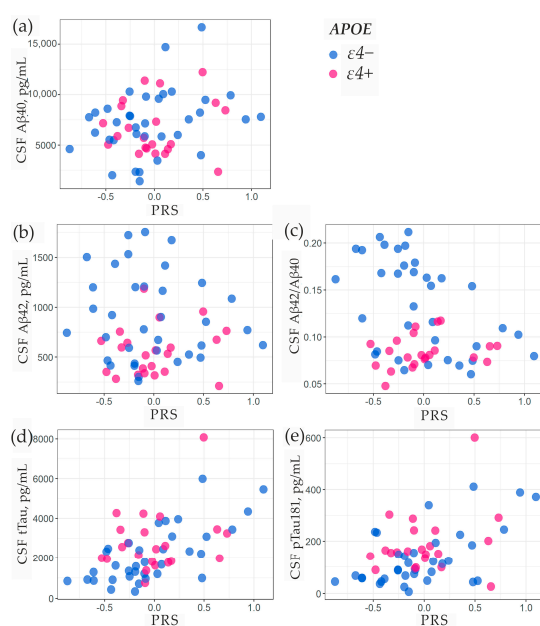 (a)
APOE
ε4−
ε4+
CSF Aβ40, pg/mL
15,000
10,000
5000
-0.5 0.0 0.5 1.0
PRS
(b)
(c)
CSF Aβ42, pg/mL
1500
1000
500
-0.5 0.0 0.5 1.0
PRS
CSF Aβ42/Aβ40
0.20
0.15
0.10
0.05
-0.5 0.0 0.5 1.0
PRS
(d)
(e)
CSF tTau, pg/mL
8000
6000
4000
2000
0
-0.5 0.0 0.5 1.0
PRS
CSF pTau181, pg/mL
600
400
200
0
-0.5 0.0 0.5 1.0
PRS